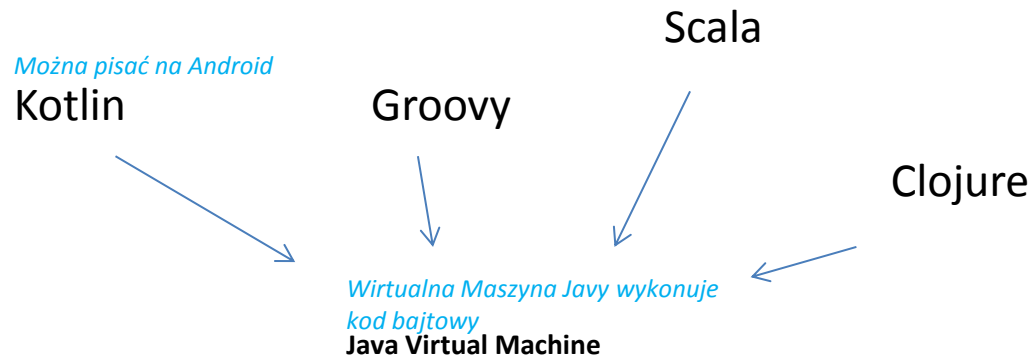 Scala
Można pisać na Android
Kotlin
Groovy
Clojure
Wirtualna Maszyna Javy wykonuje
kod bajtowy
Java Virtual Machine